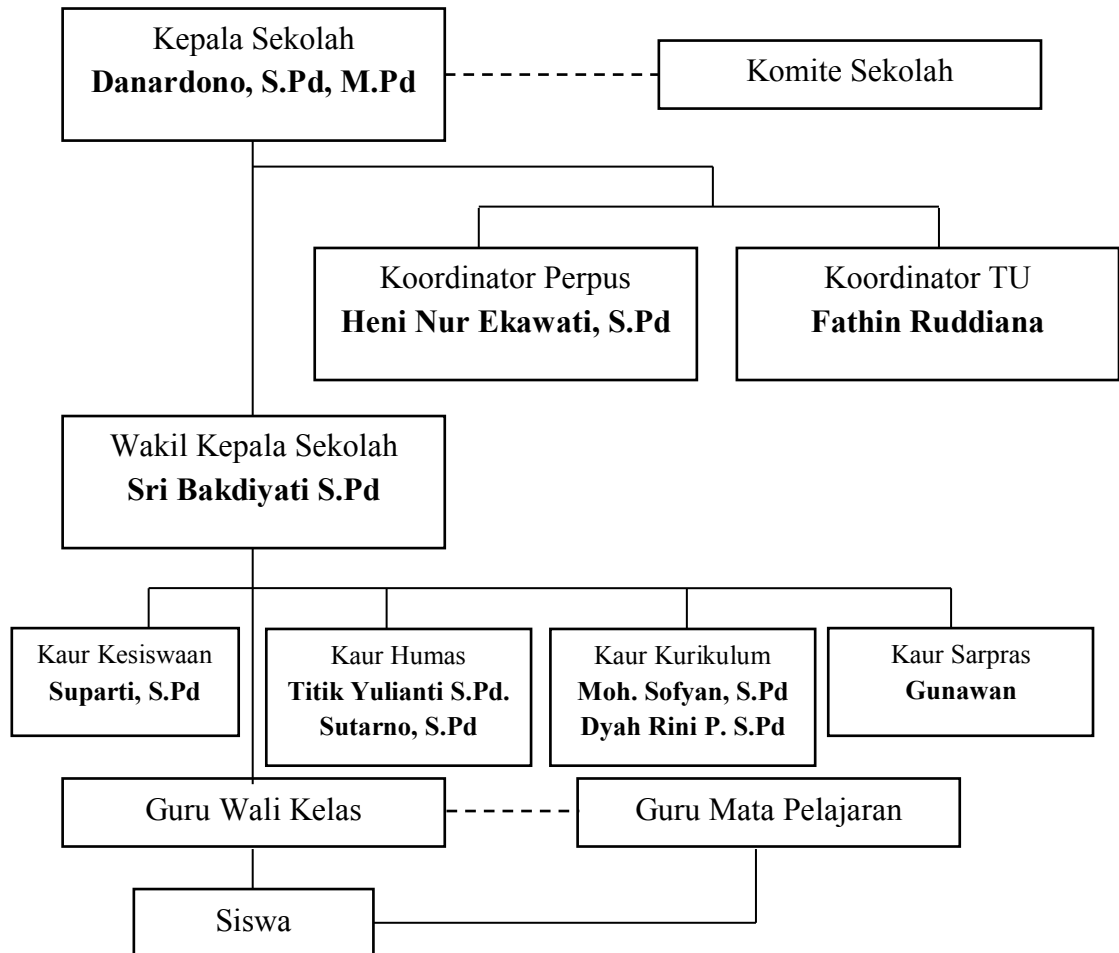 Kepala Sekolah
Danardono, S.Pd, M.Pd
Komite Sekolah
Koordinator Perpus
Heni Nur Ekawati, S.Pd
Koordinator TU
Fathin Ruddiana
Wakil Kepala Sekolah
Sri Bakdiyati S.Pd
Kaur Kesiswaan
Suparti, S.Pd
Kaur Humas
Titik Yulianti S.Pd.
Sutarno, S.Pd
Kaur Kurikulum
Moh. Sofyan, S.Pd
Dyah Rini P. S.Pd
Kaur Sarpras
Gunawan
Guru Wali Kelas
Guru Mata Pelajaran
Siswa